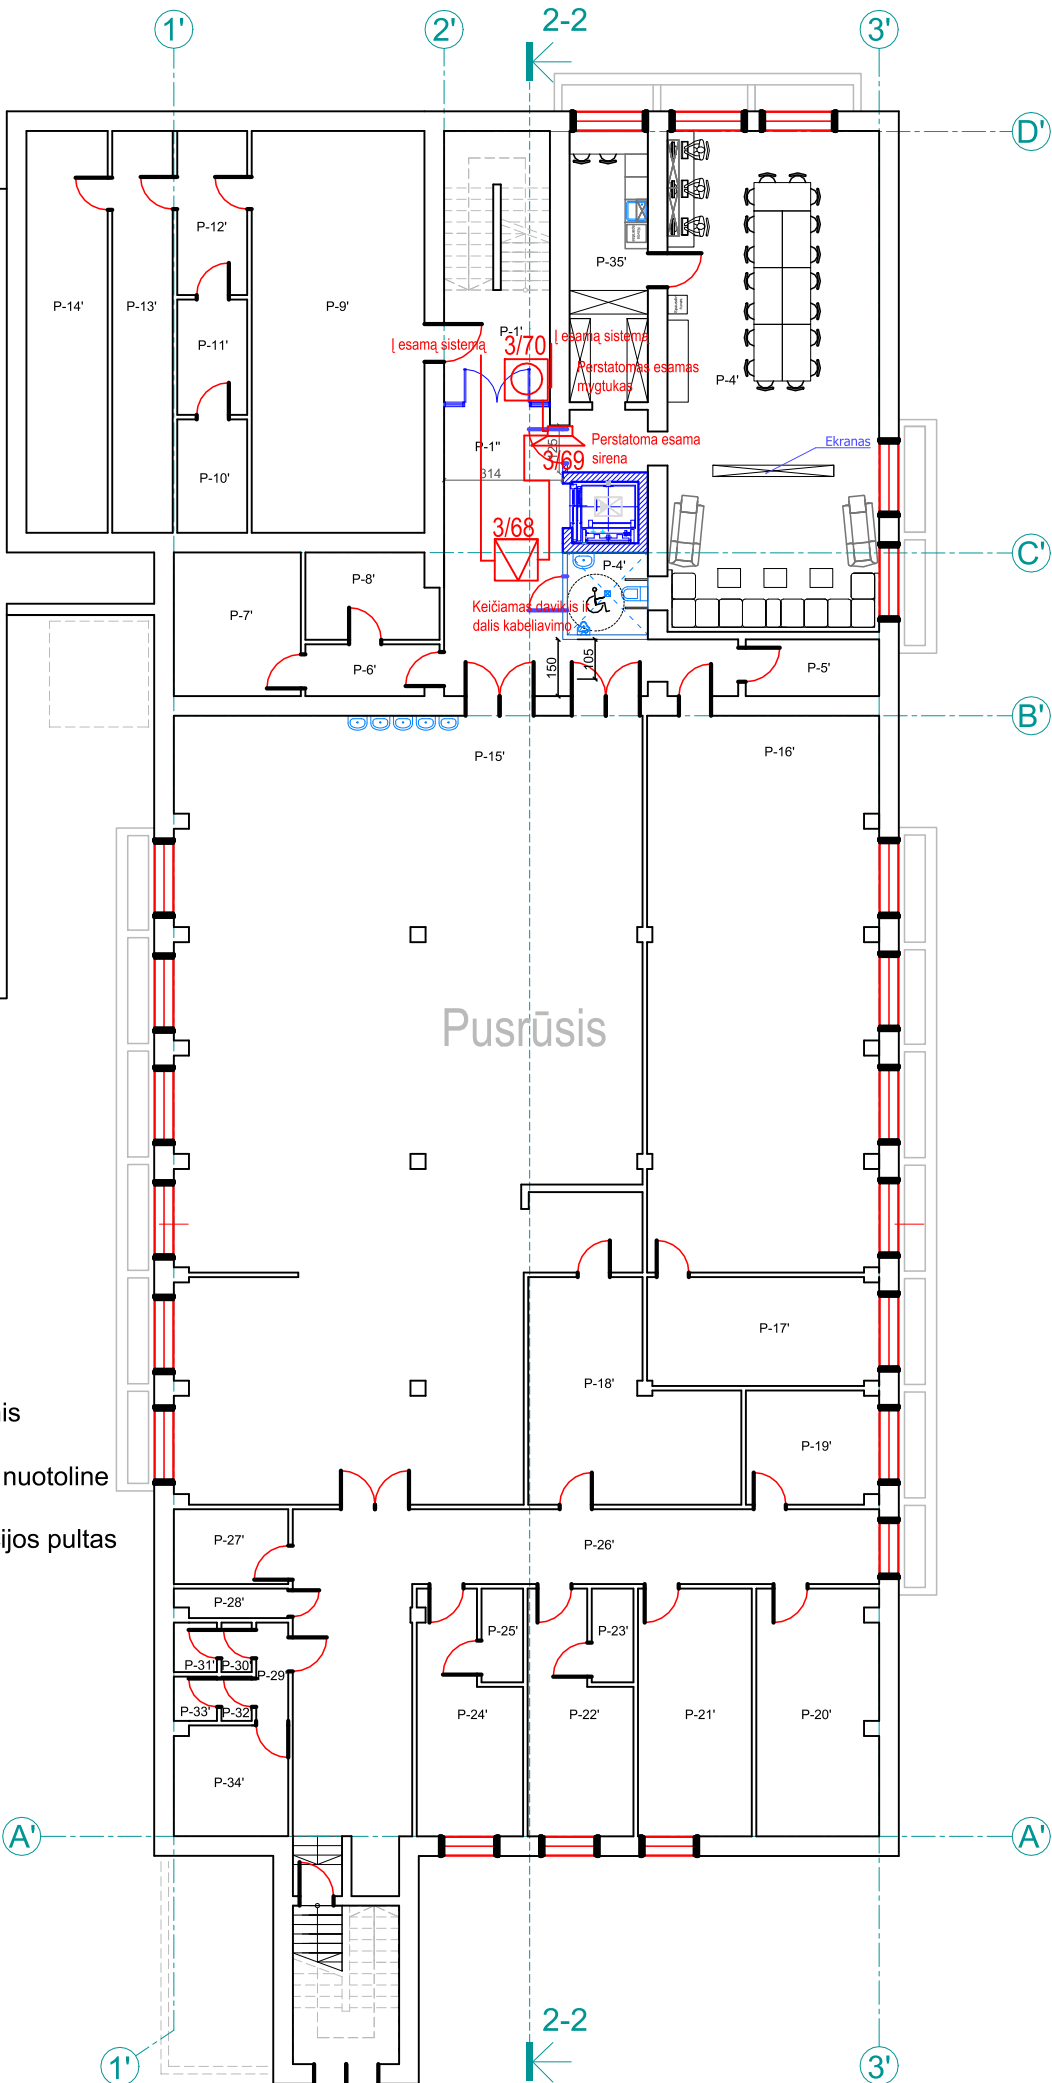 1'
2'
2-2
3'
D'
P-12'
P-35'
P-14'
P-13'
P-9'
P-1'
Į esamą sistemą
3/70
Į esamą sistemą
P-11'
Perstatomas esamas
mygtukas
P-4'
P-1"
125
Perstatoma esama
sirena
Ekranas
3/69
P-10'
314
3/68
C'
P-8'
P-4'
P-7'
Keičiamas daviklis ir
dalis kabeliavimo
P-6'
150
105
P-5'
B'
P-15'
P-16'
Pusrūsis
P-17'
P-18'
is
P-19'
nuotoline
ijos pultas
P-27'
P-26'
P-28'
P-25'
P-23'
P-31'
P-30'
P-29'
P-33'
P-32'
P-24'
P-22'
P-21'
P-20'
P-34'
A'
A'
2-2
1'
3'